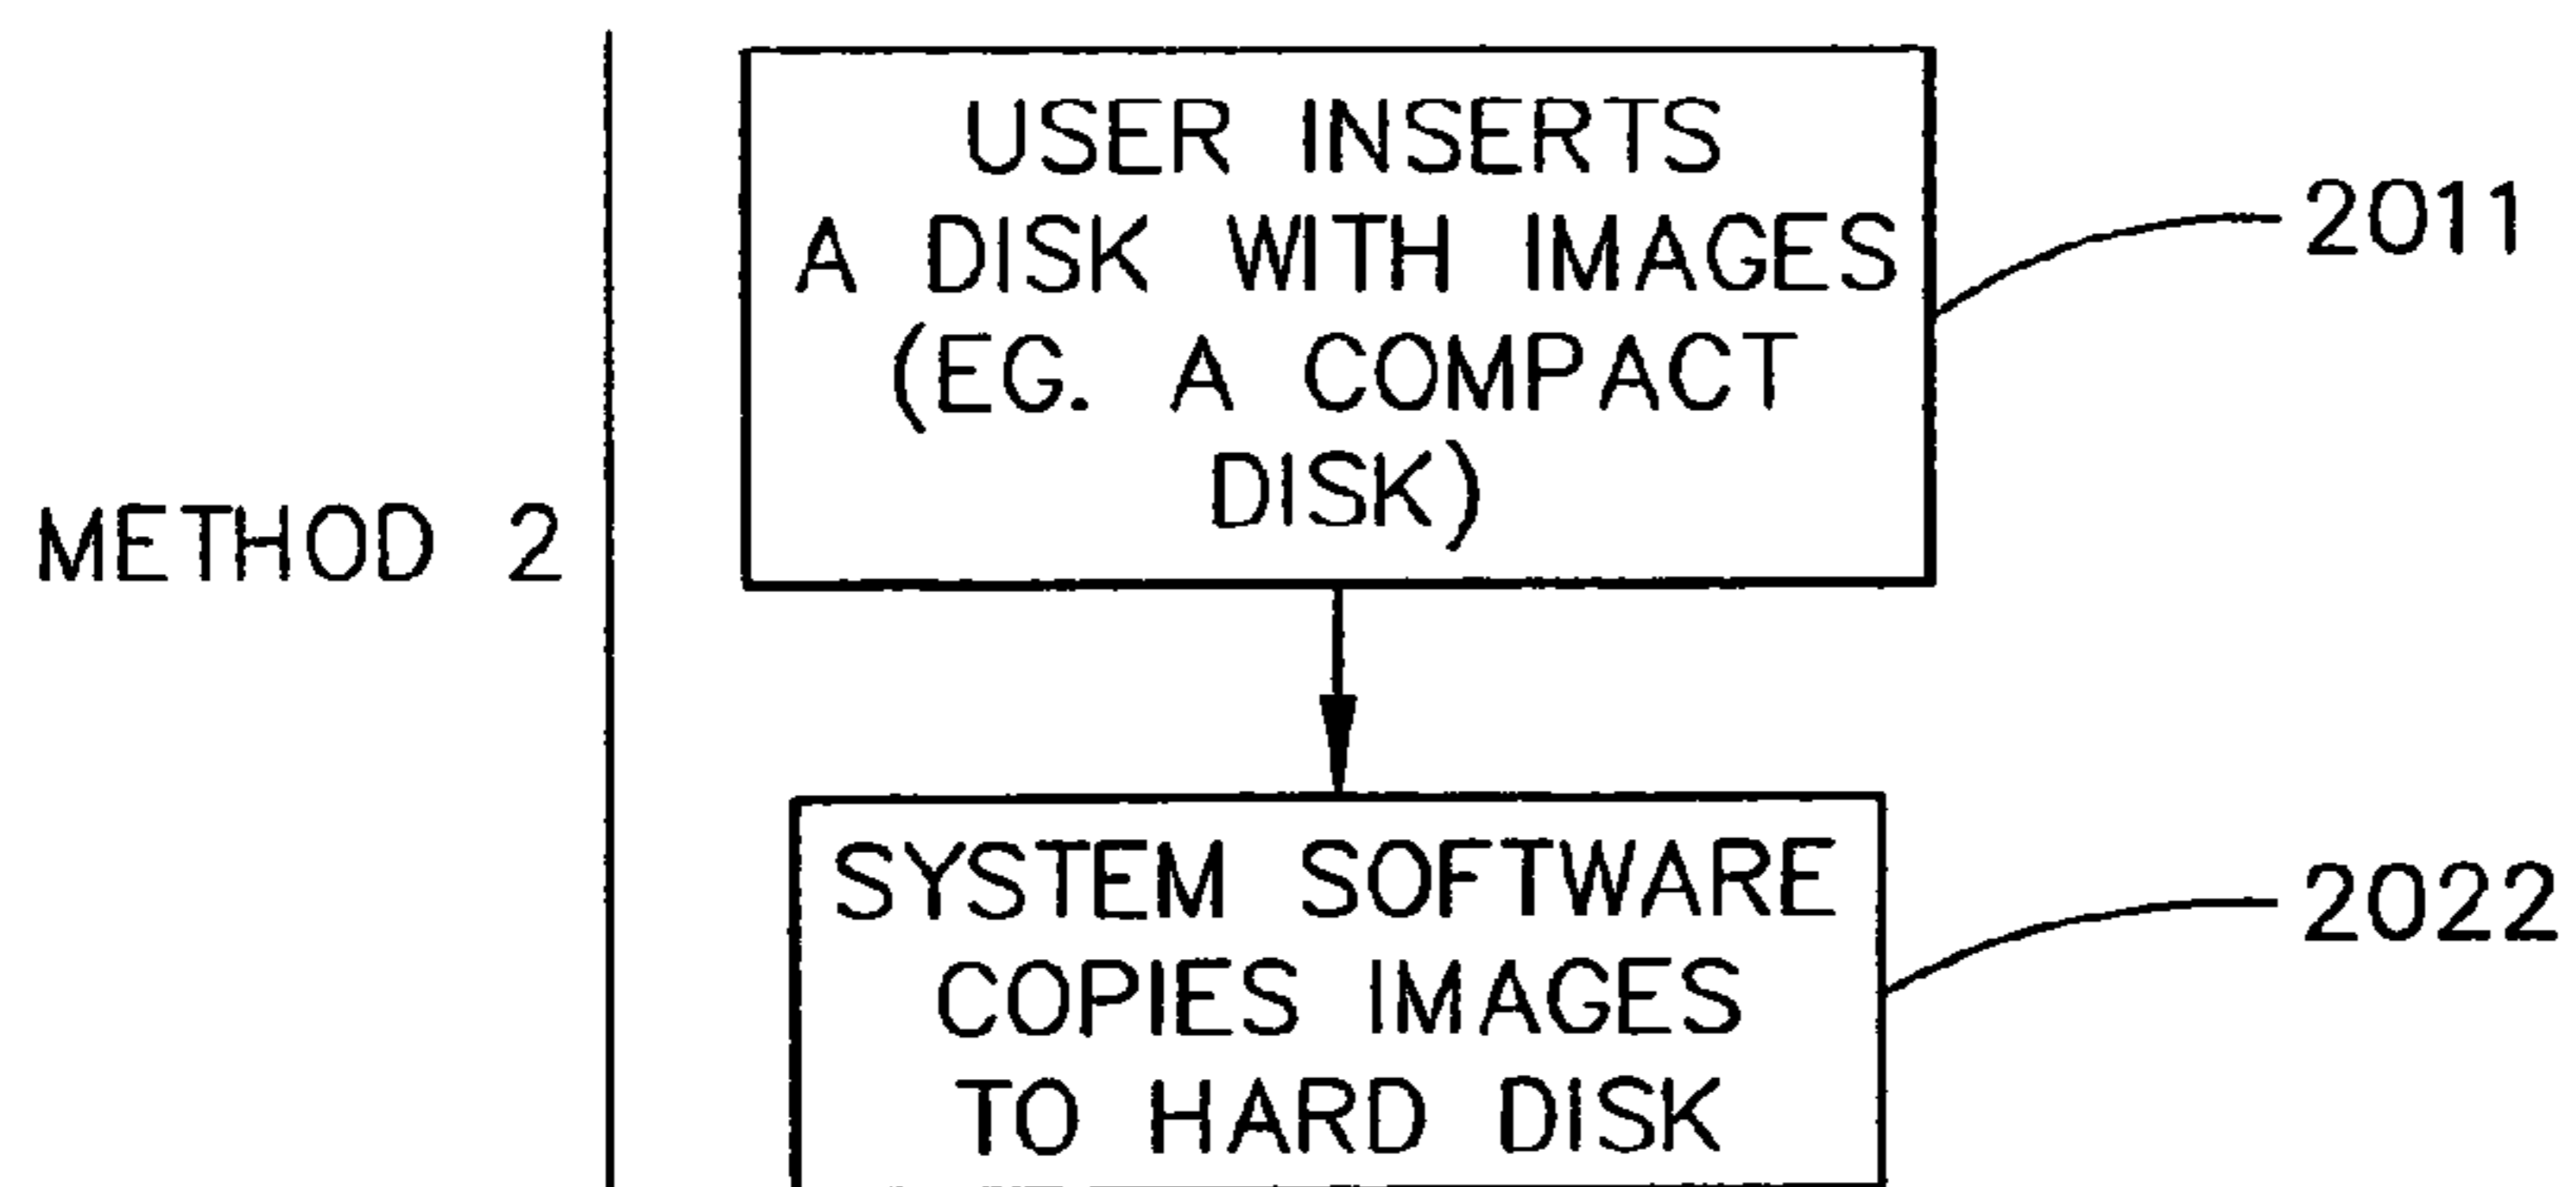 USER INSERTS
A DISK WITH IMAGES
(EG. A COMPACT
DISK)
2011
METHOD 2
SYSTEM SOFTWARE
COPIES IMAGES
TO HARD DISK
2022